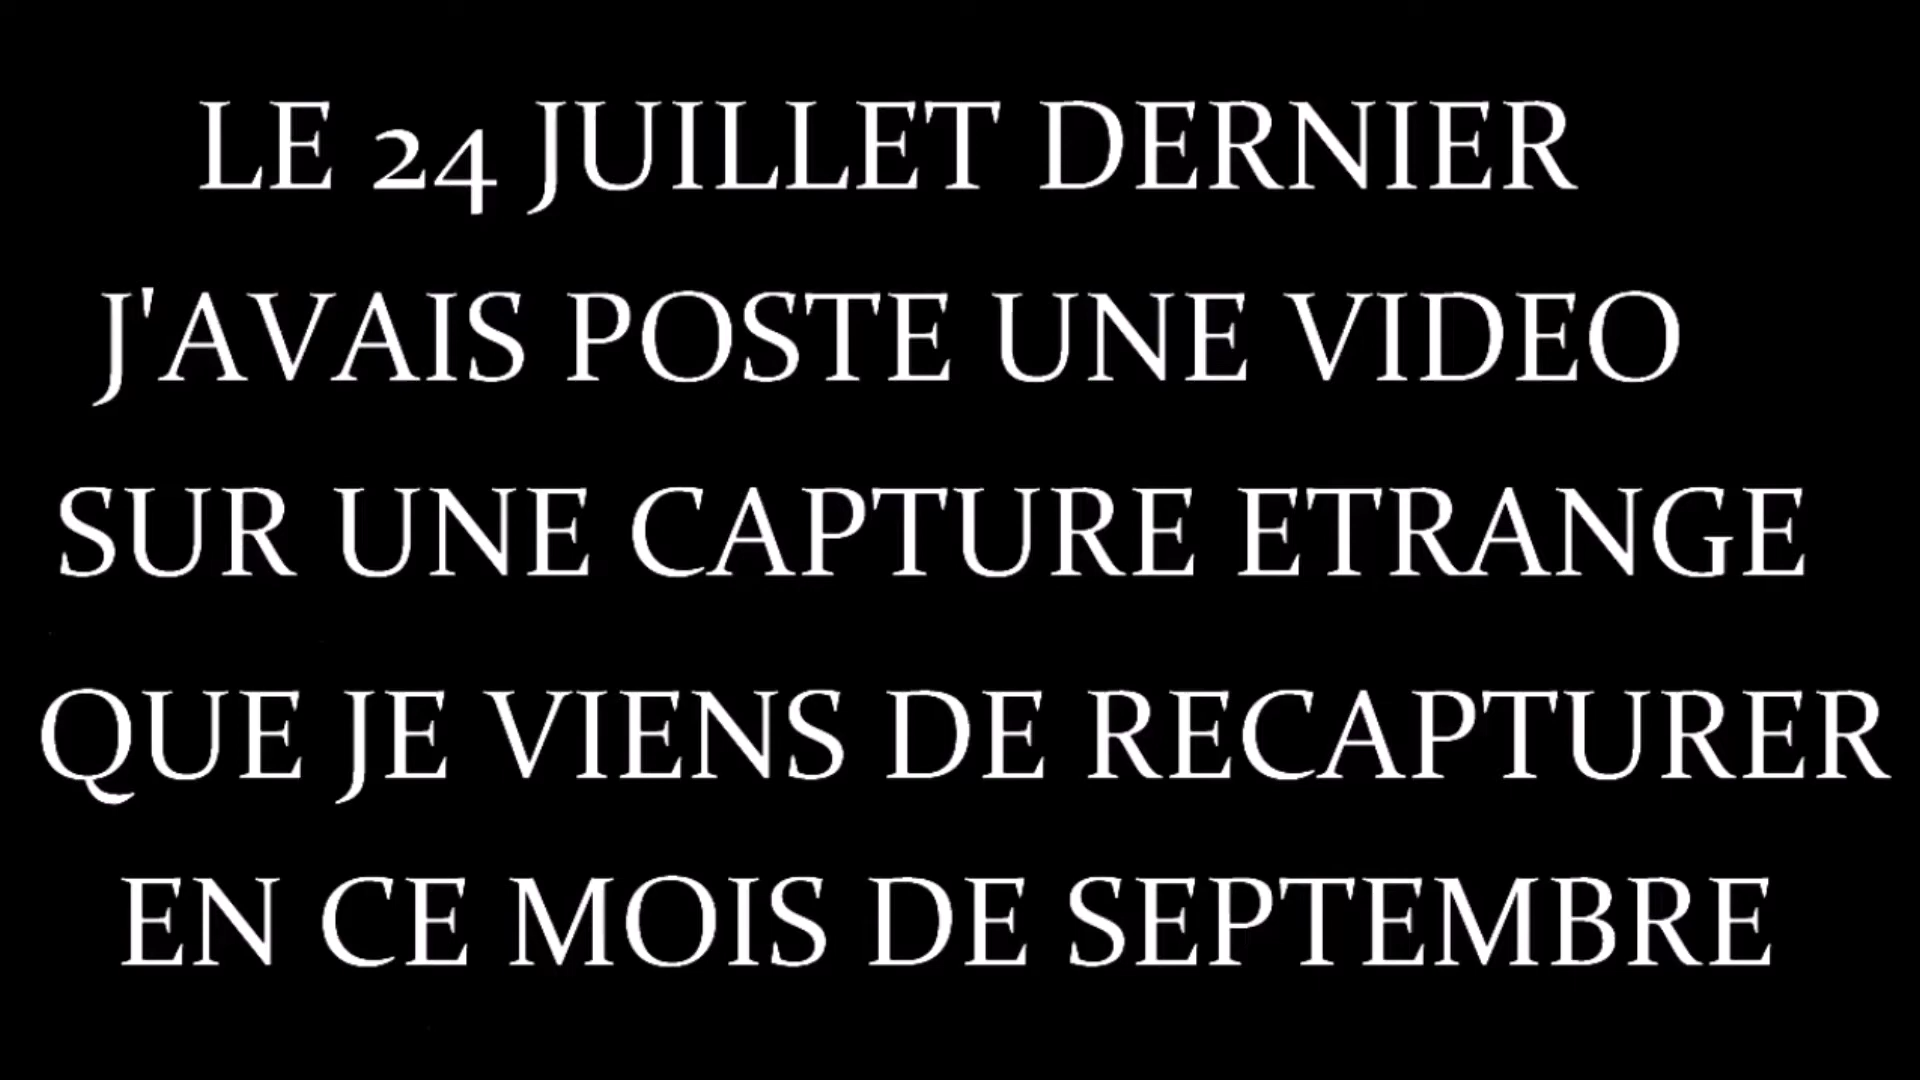 LE 24 JUILLET DERNIER
J'AVAIS POSTE UNE VIDEO
SUR UNE CAPTURE ETRANGE
QUE JE VIENS DE RECAPTURER
EN CE MOIS DE SEPTEMBRE